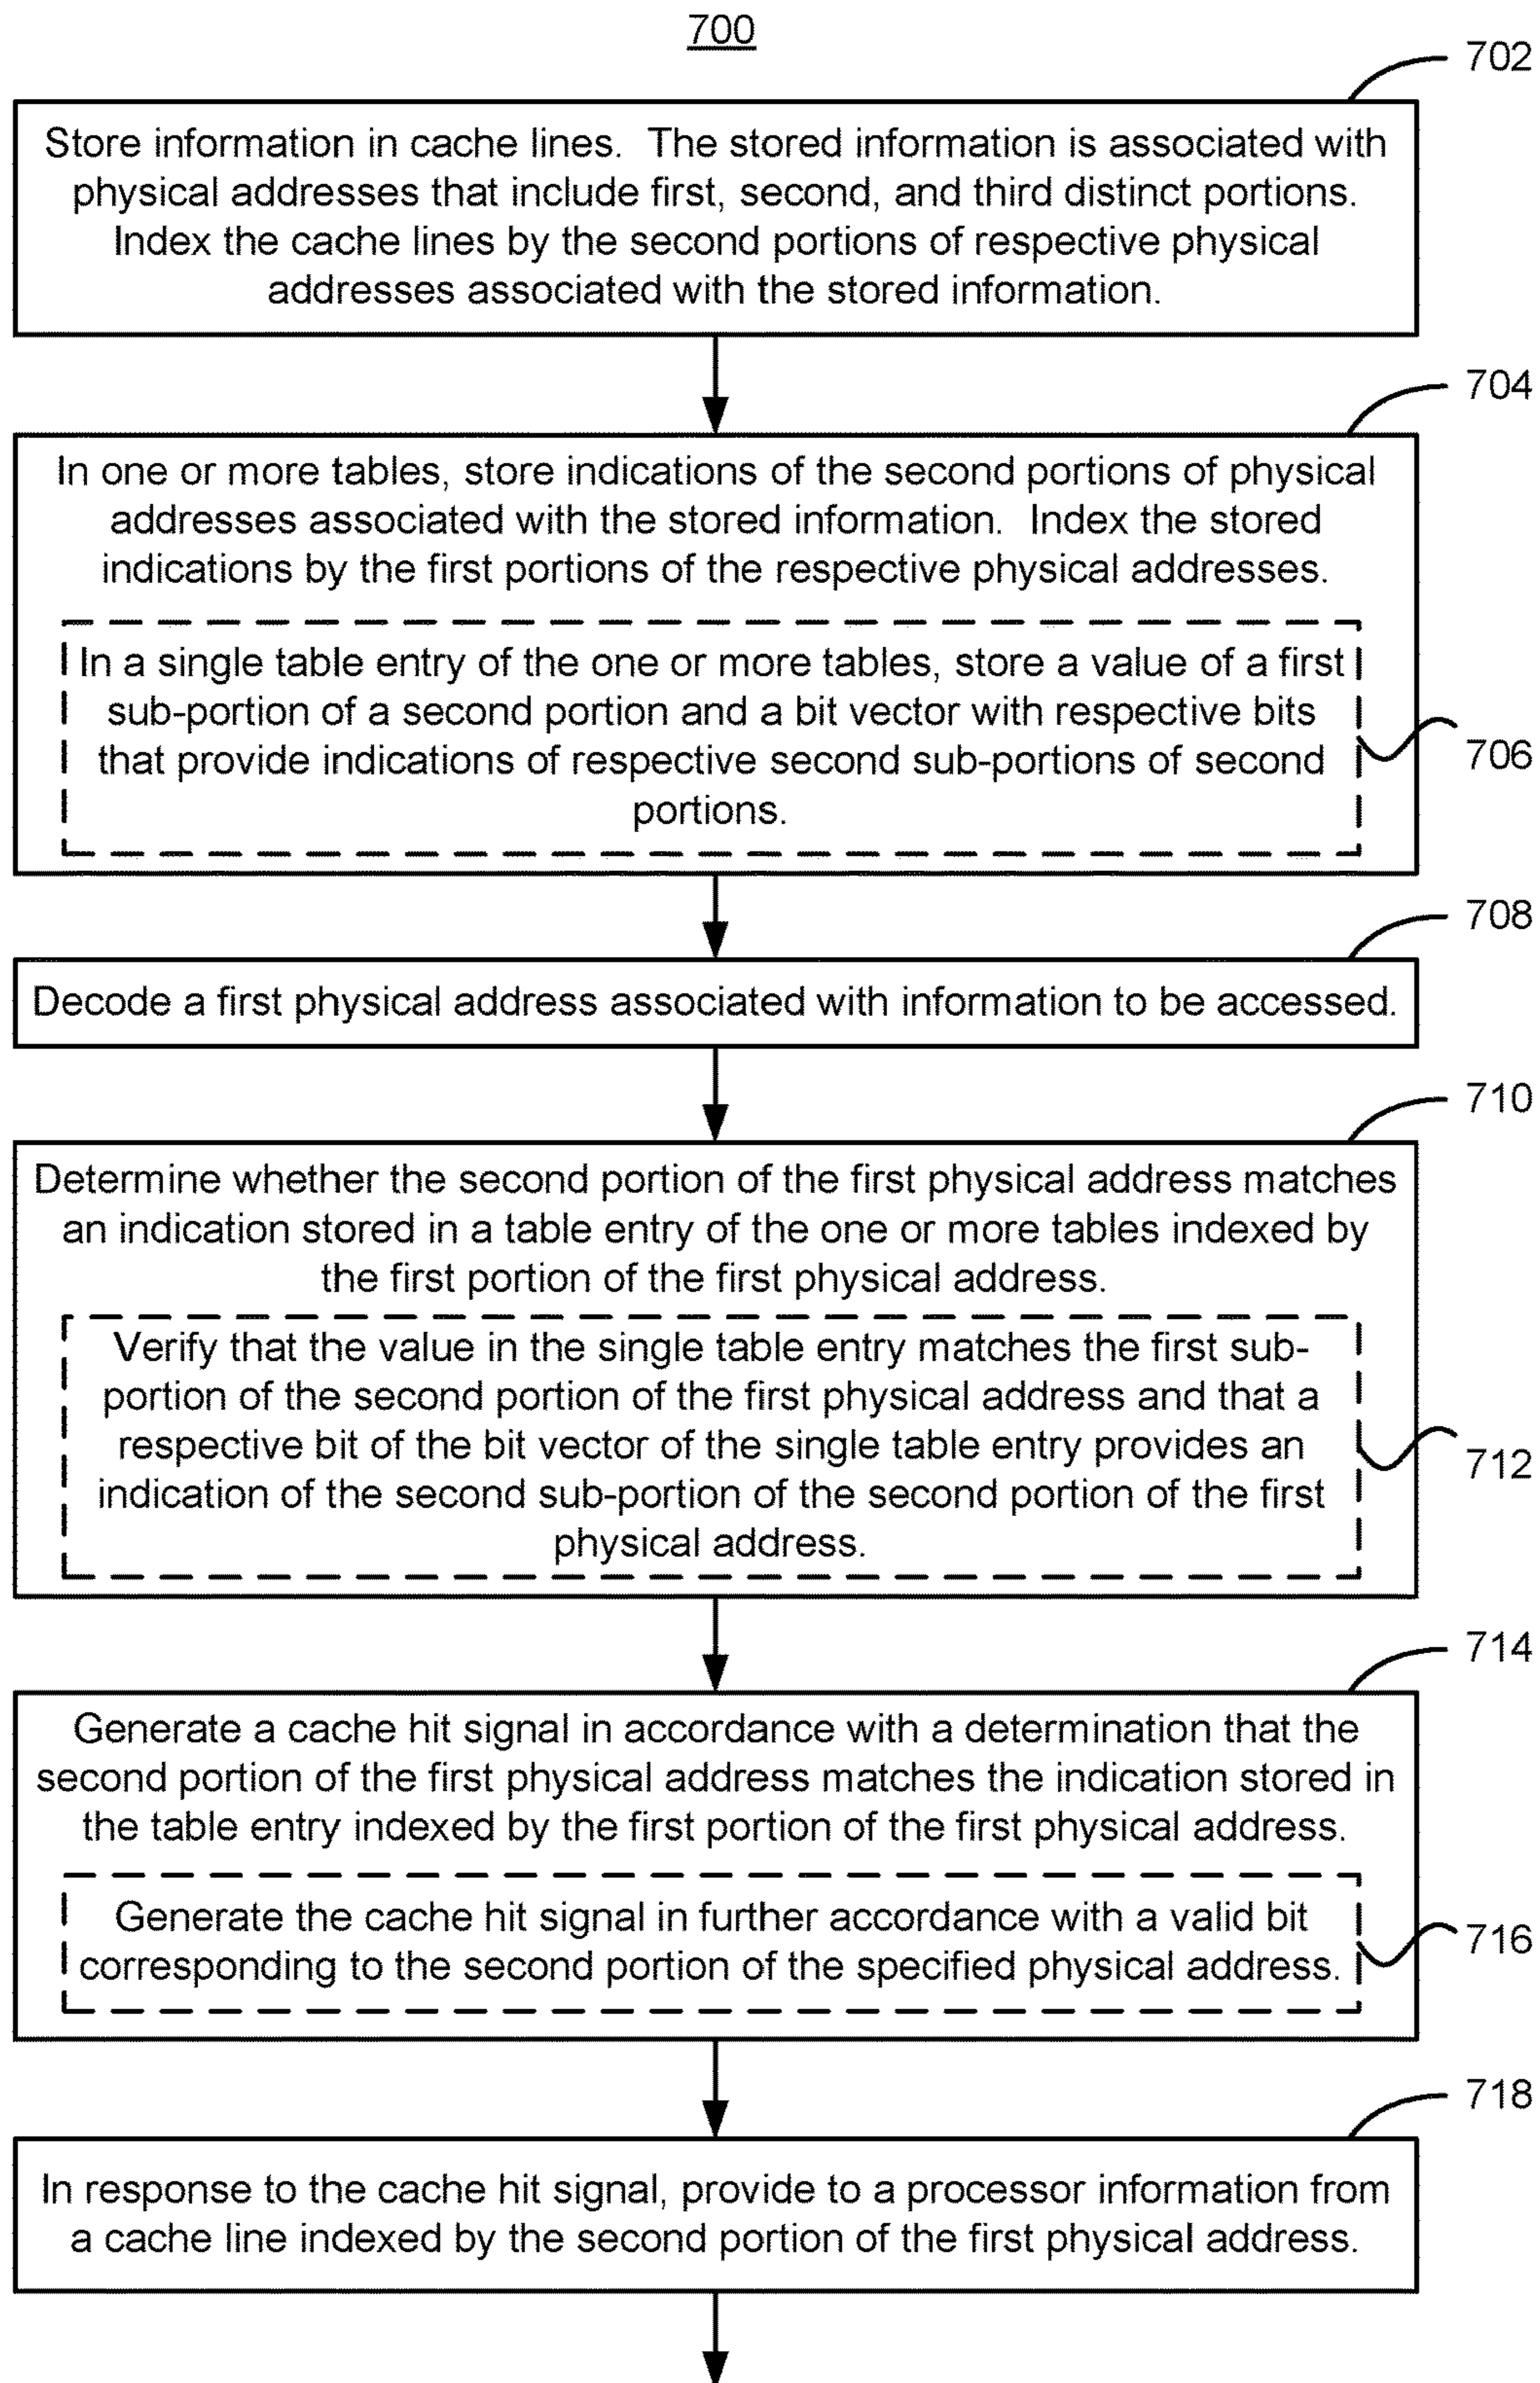 700
702
Store information in cache lines.  The stored information is associated with
physical addresses that include first, second, and third distinct portions.
Index the cache lines by the second portions of respective physical
addresses associated with the stored information.
704
In one or more tables, store indications of the second portions of physical
addresses associated with the stored information.  Index the stored
indications by the first portions of the respective physical addresses.
In a single table entry of the one or more tables, store a value of a first
sub-portion of a second portion and a bit vector with respective bits
that provide indications of respective second sub-portions of second
portions.
706
708
Decode a first physical address associated with information to be accessed.
710
Determine whether the second portion of the first physical address matches
an indication stored in a table entry of the one or more tables indexed by
the first portion of the first physical address.
Verify that the value in the single table entry matches the first sub-
portion of the second portion of the first physical address and that a
respective bit of the bit vector of the single table entry provides an
indication of the second sub-portion of the second portion of the first
physical address.
712
714
Generate a cache hit signal in accordance with a determination that the
second portion of the first physical address matches the indication stored in
the table entry indexed by the first portion of the first physical address.
Generate the cache hit signal in further accordance with a valid bit
corresponding to the second portion of the specified physical address.
716
718
In response to the cache hit signal, provide to a processor information from
a cache line indexed by the second portion of the first physical address.